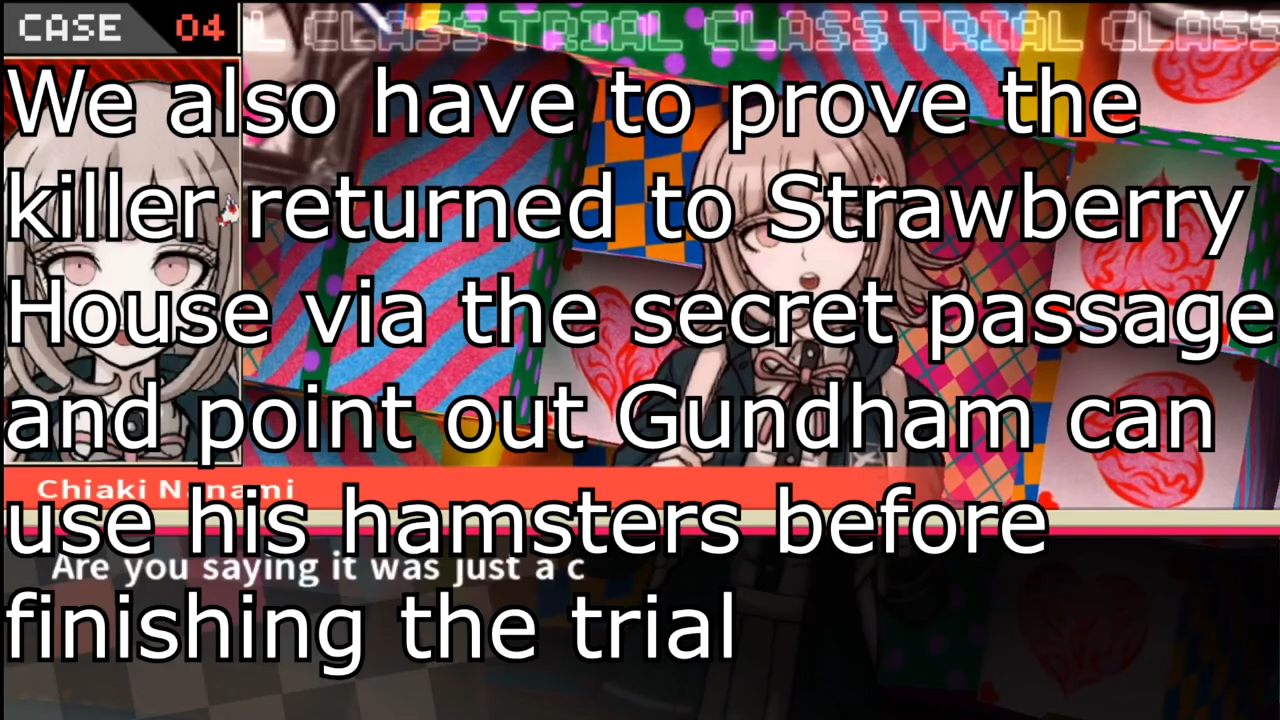 CASE 04
L CLASS TRIAL CLASS TRIAL CLASS
We also have to prove the
killer returned to Strawberry
House via the secret passage
and point out Gundham can
use his hamsters before
finishing the trial
Chiaki Nanami
Are you saying it was just a c